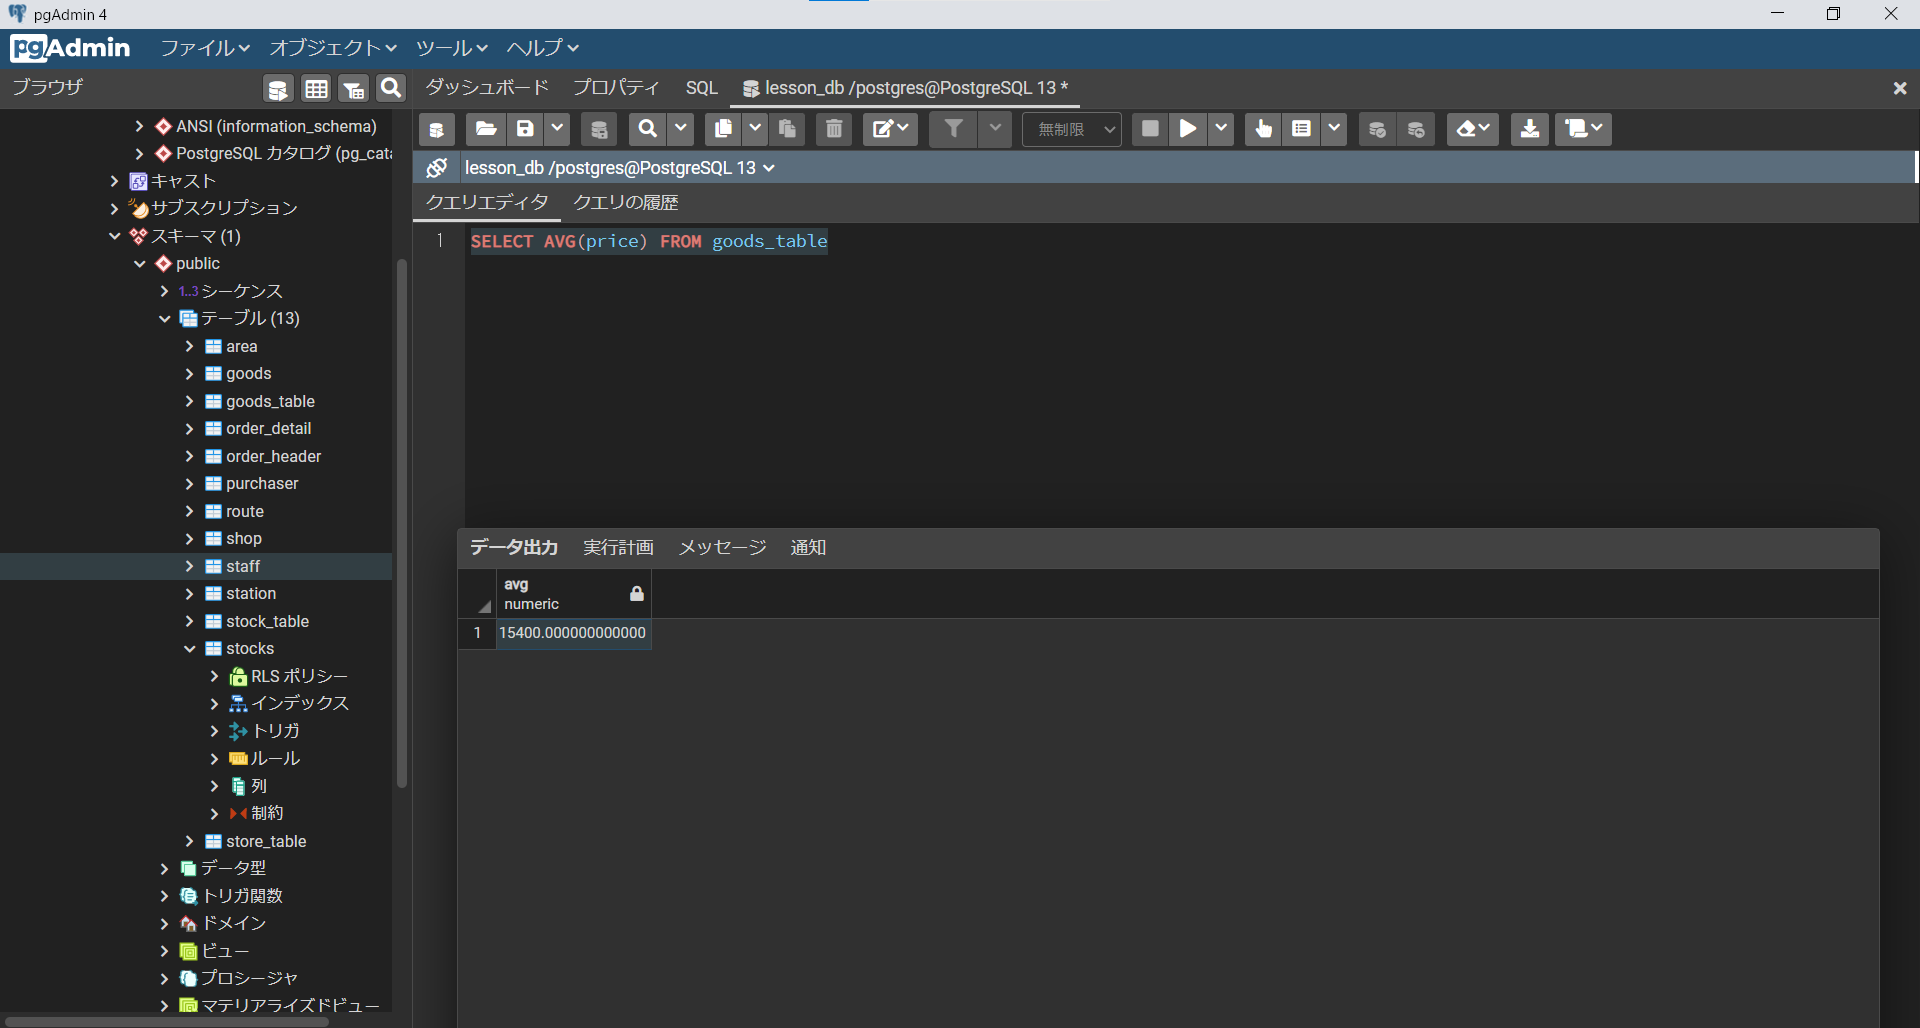 pgAdmin 4
pgAdmin ファイル オブジェクト ツール ヘルプ
ブラウザ
ダッシュボード プロパティ SQL lesson_db /postgres@PostgreSQL 13 *
ANSI (information_schema)
PostgreSQL カタログ (pg_cata
キャスト
サブスクリプション
スキーマ (1)
public
1..3 シーケンス
テーブル (13)
area
goods
goods_table
order_detail
order_header
purchaser
route
shop
staff
station
stock_table
stocks
RLS ポリシー
インデックス
トリガ
ルール
列
制約
store_table
データ型
トリガ関数
ドメイン
ビュー
プロシージャ
マテリアライズドビュー
無制限
lesson_db /postgres@PostgreSQL 13
クエリエディタ クエリの履歴
1 SELECT AVG(price) FROM goods_table
データ出力 実行計画 メッセージ 通知
avg
numeric
1 15400.000000000000